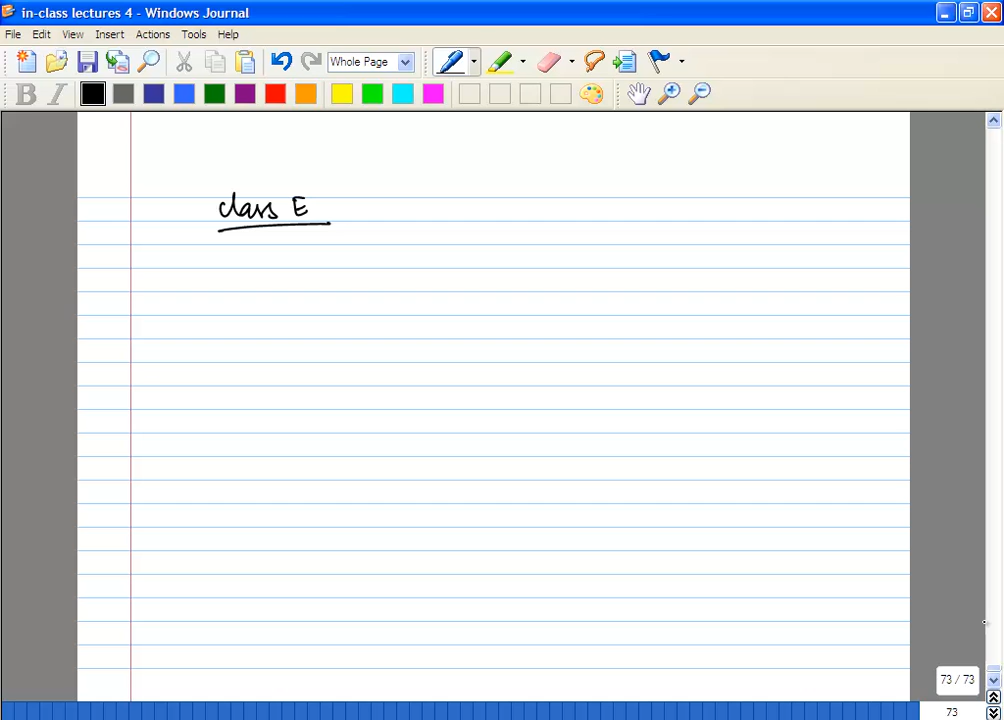 in-class lectures 4 - Windows Journal
File Edit View Insert Actions Tools Help
Whole Page
B I
class E
73 / 73
73